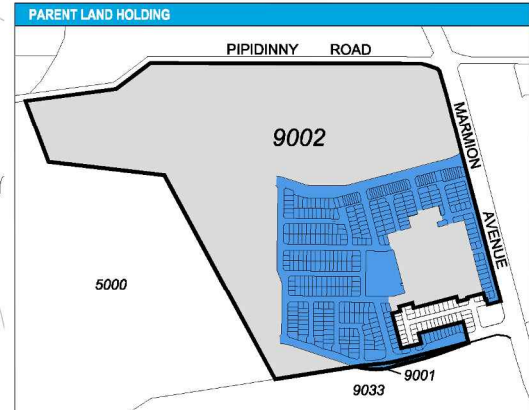 PARENT LAND HOLDING
PIPIDINNY ROAD
9002
MARMION AVENUE
5000
9001
9033